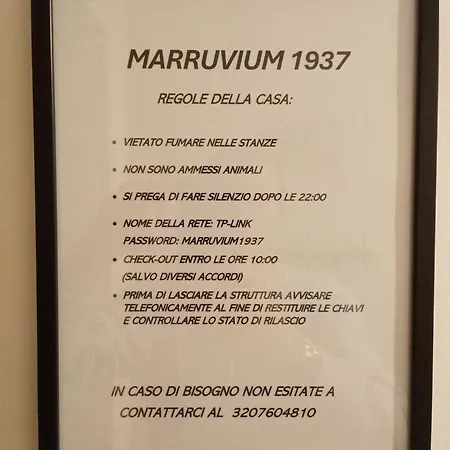 MARRUVIUM 1937
REGOLE DELLA CASA:
• VIETATO FUMARE NELLE STANZE
• NON SONO AMMESSI ANIMALI
• SI PREGA DI FARE SILENZIO DOPO LE 22:00
• NOME DELLA RETE: TP-LINK
PASSWORD: MARRUVIUM1937
• CHECK-OUT ENTRO LE ORE 10:00
(SALVO DIVERSI ACCORDI)
• PRIMA DI LASCIARE LA STRUTTURA AVVISARE
TELEFONICAMENTE AL FINE DI RESTITUIRE LE CHIAVI
E CONTROLLARE LO STATO DI RILASCIO
IN CASO DI BISOGNO NON ESITATE A
CONTATTARCI AL 3207604810